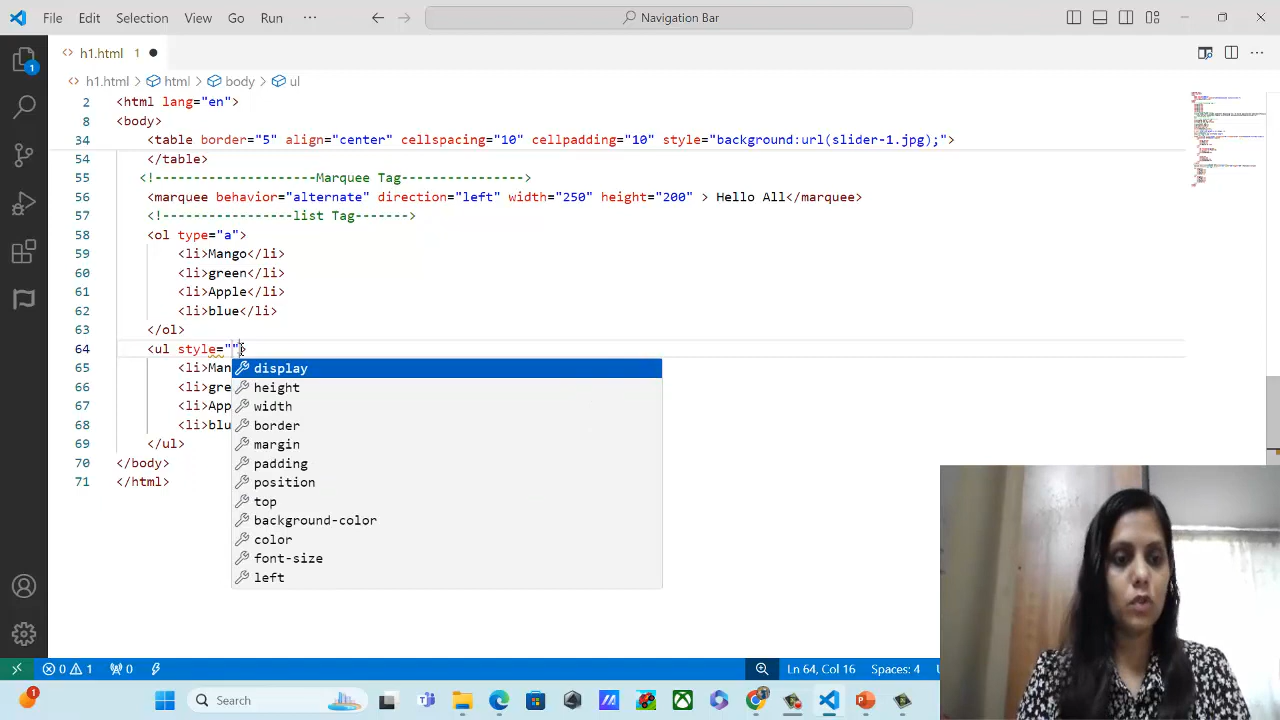 File Edit Selection View Go Run ··· Navigation Bar
1
h1.html 1
h1.html > html > body > ul
2 <html lang="en">
8 <body>
34 <table border="5" align="center" cellspacing="10" cellpadding="10" style="background:url(slider-1.jpg);">
54 </table>
55 <!-------------------Marquee Tag--------------->
56 <marquee behavior="alternate" direction="left" width="250" height="200" > Hello All</marquee>
57 <!-----------------list Tag------->
58 <ol type="a">
59 <li>Mango</li>
60 <li>green</li>
61 <li>Apple</li>
62 <li>blue</li>
63 </ol>
64 <ul style="">
display
65 <li>Man
height
66 <li>gre
width
67 <li>App
border
68 <li>blu
margin
69 </ul>
padding
70 </body>
position
71 </html>
top
background-color
color
font-size
left
0 1 0 Ln 64, Col 16 Spaces: 4
1 Search